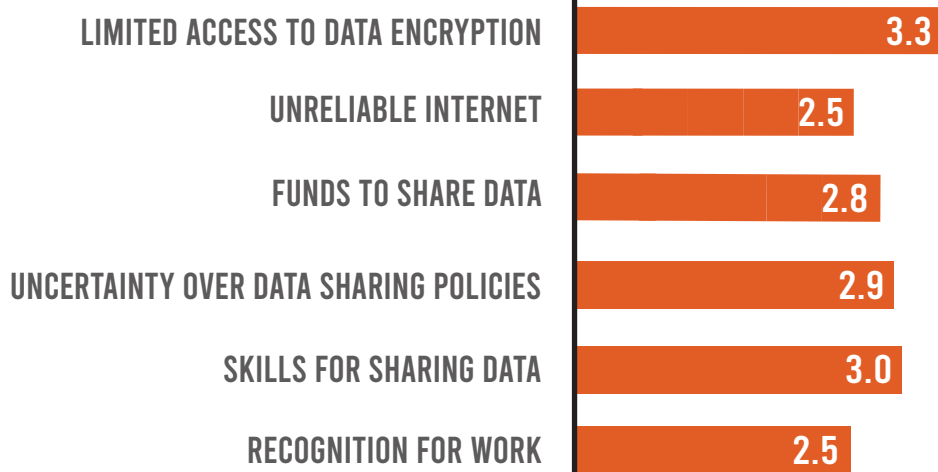 LIMITED ACCESS TO DATA ENCRYPTION 3.3
UNRELIABLE INTERNET 2.5
FUNDS TO SHARE DATA 2.8
UNCERTAINTY OVER DATA SHARING POLICIES 2.9
SKILLS FOR SHARING DATA 3.0
RECOGNITION FOR WORK 2.5